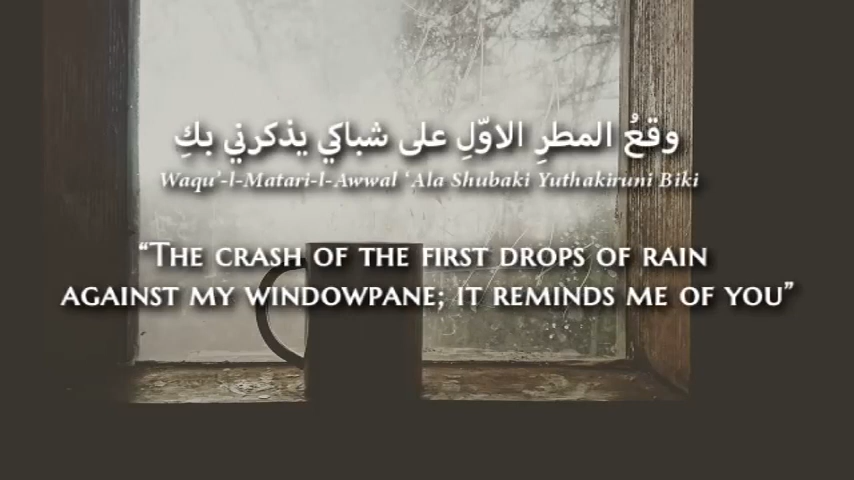 وقعُ المطرِ الاوّلِ على شباكي يذكرني بكِ
Waqu’-l-Matari-l-Awwal ‘Ala Shubaki Yuthakiruni Biki
“The crash of the first drops of rain
against my windowpane; it reminds me of you”